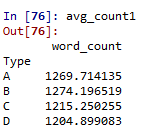 In [76]: avg_count1
Out[76]:
word_count
Type
A 1269.714135
B 1274.196519
C 1215.250255
D 1204.899083